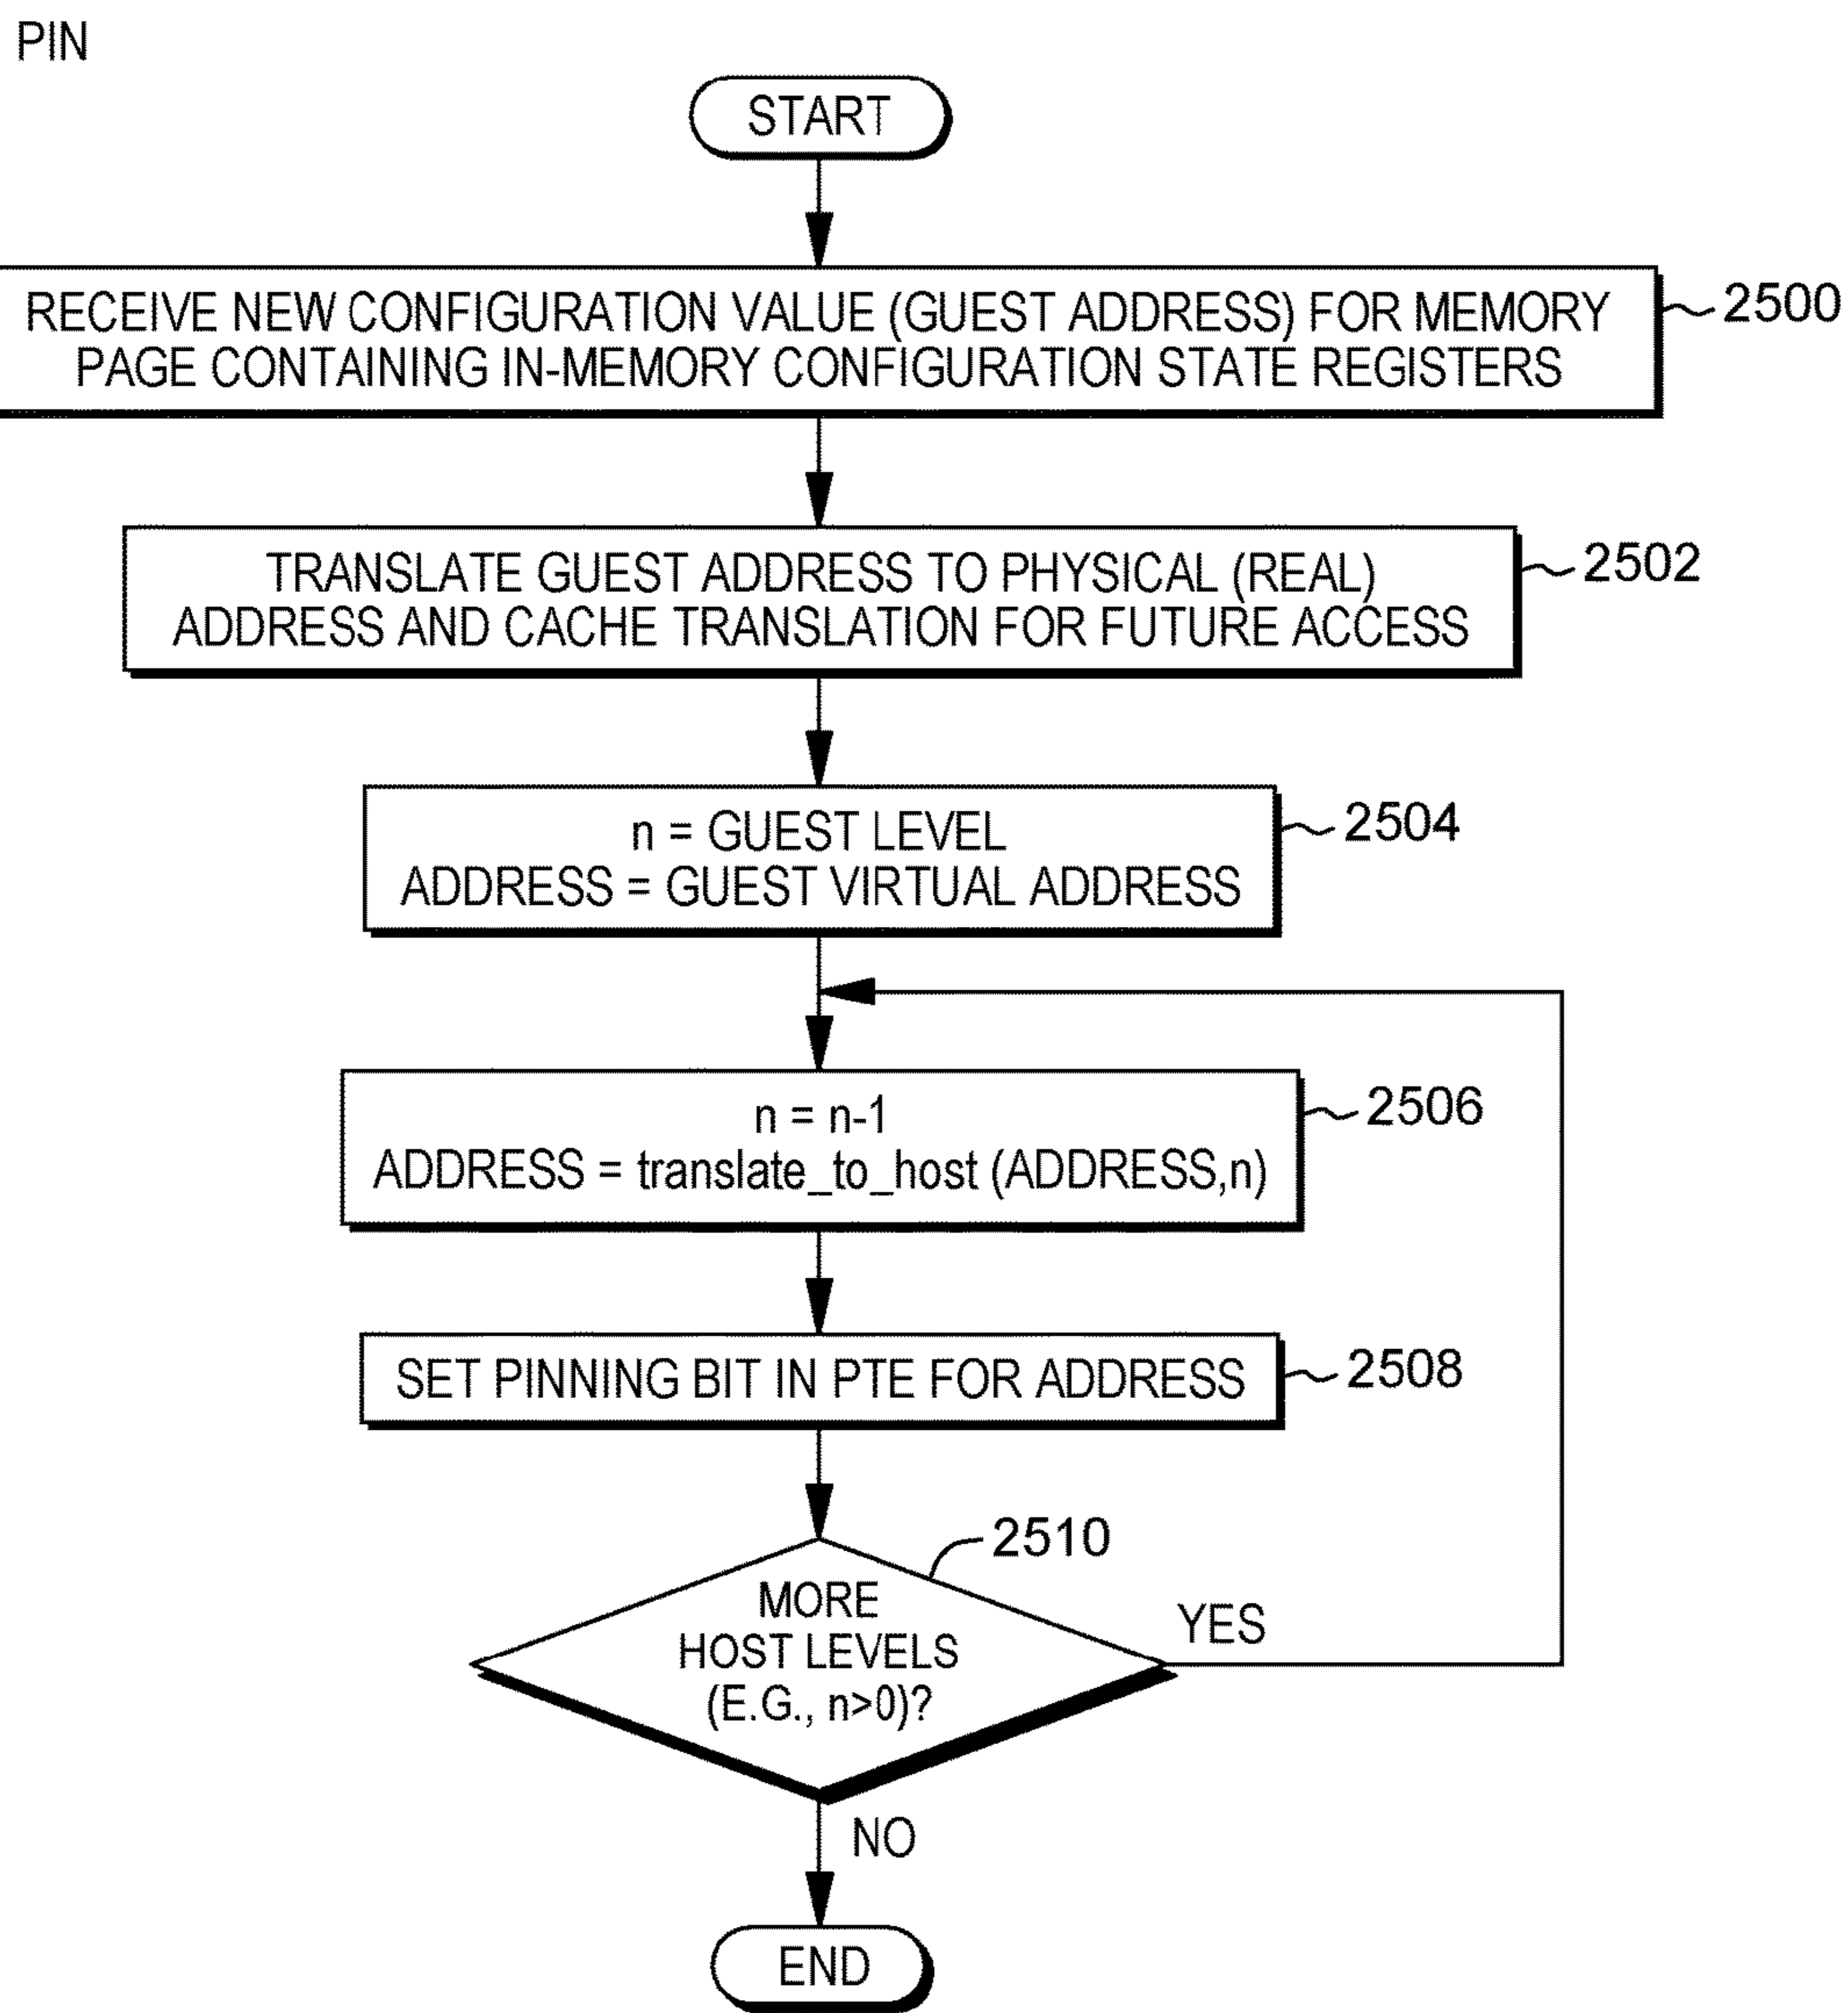 PIN
START
RECEIVE NEW CONFIGURATION VALUE (GUEST ADDRESS) FOR MEMORY
PAGE CONTAINING IN-MEMORY CONFIGURATION STATE REGISTERS
2500
TRANSLATE GUEST ADDRESS TO PHYSICAL (REAL)
ADDRESS AND CACHE TRANSLATION FOR FUTURE ACCESS
2502
n = GUEST LEVEL
ADDRESS = GUEST VIRTUAL ADDRESS
2504
n = n-1
ADDRESS = translate_to_host (ADDRESS,n)
2506
SET PINNING BIT IN PTE FOR ADDRESS
2508
2510
MORE
HOST LEVELS
(E.G., n>0)?
YES
NO
END